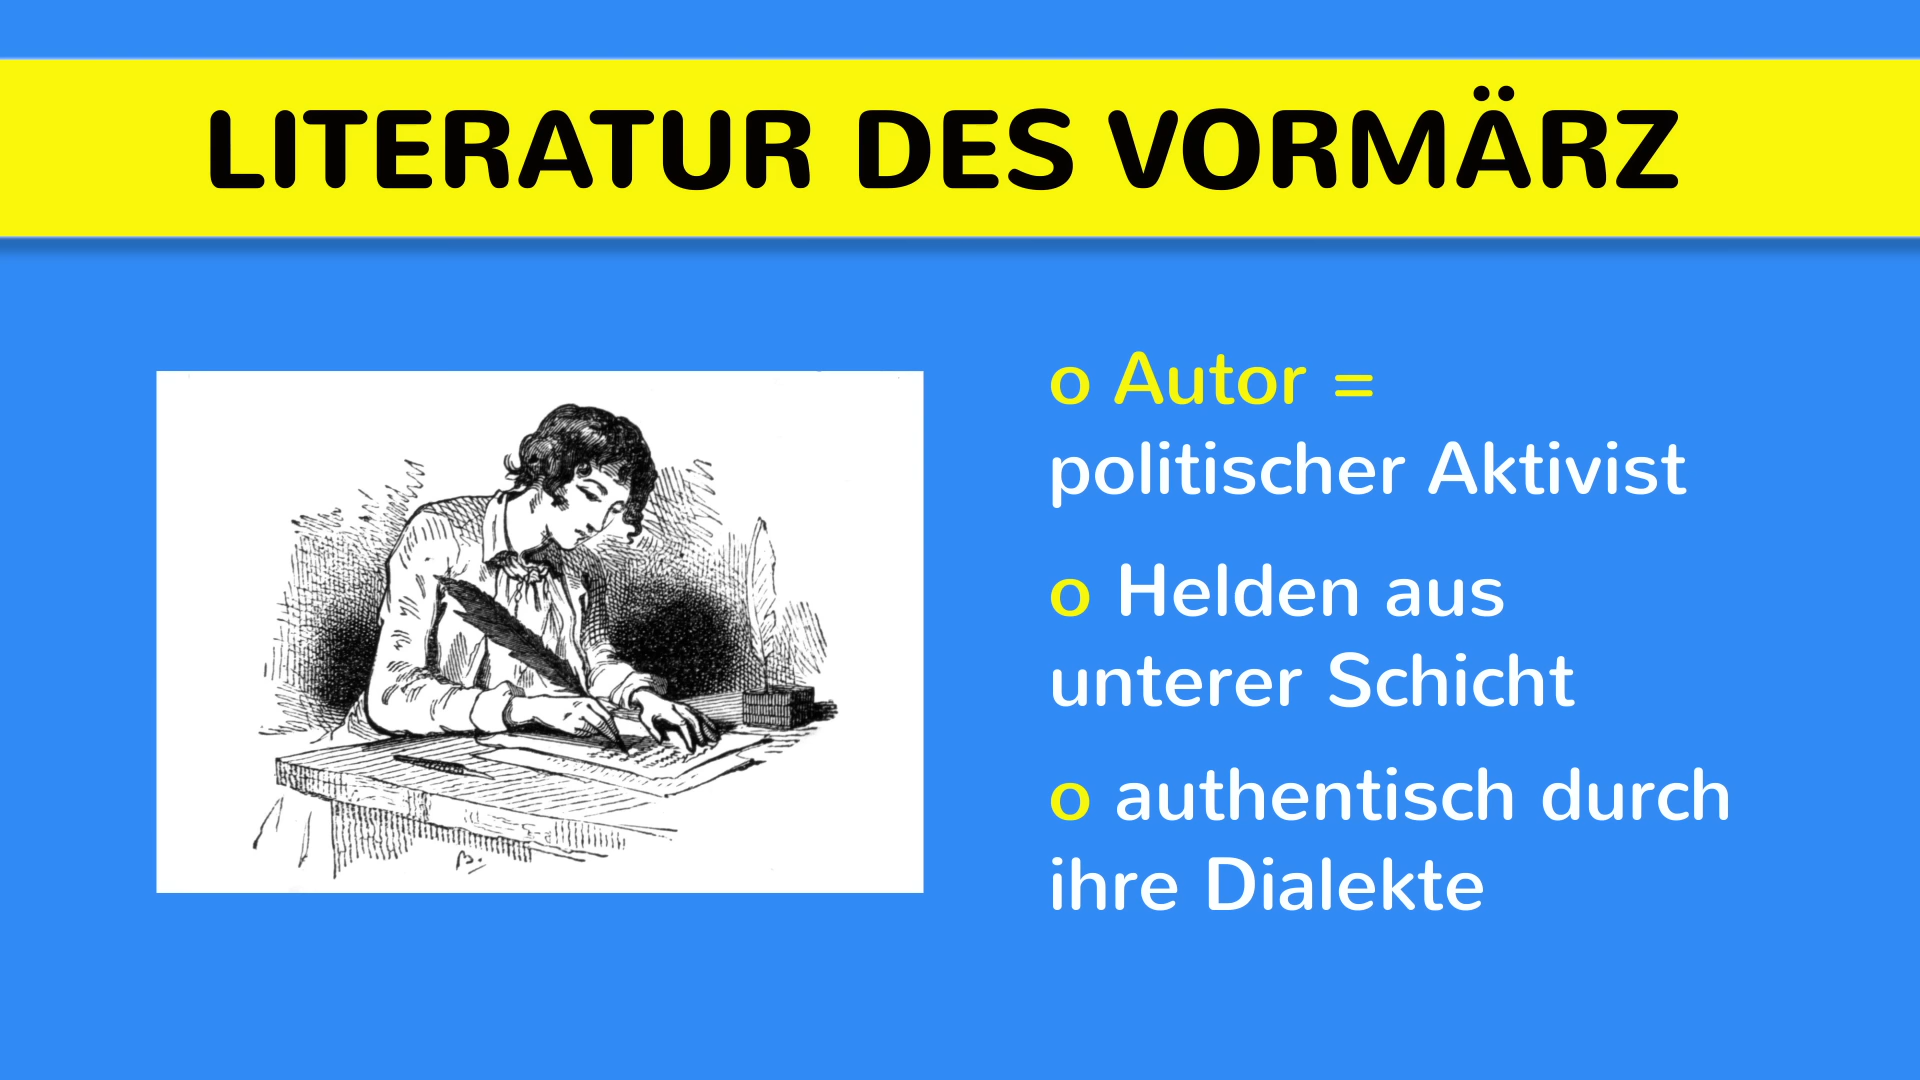 LITERATUR DES VORMÄRZ
o Autor =
politischer Aktivist
o Helden aus
unterer Schicht
o authentisch durch
ihre Dialekte
B.